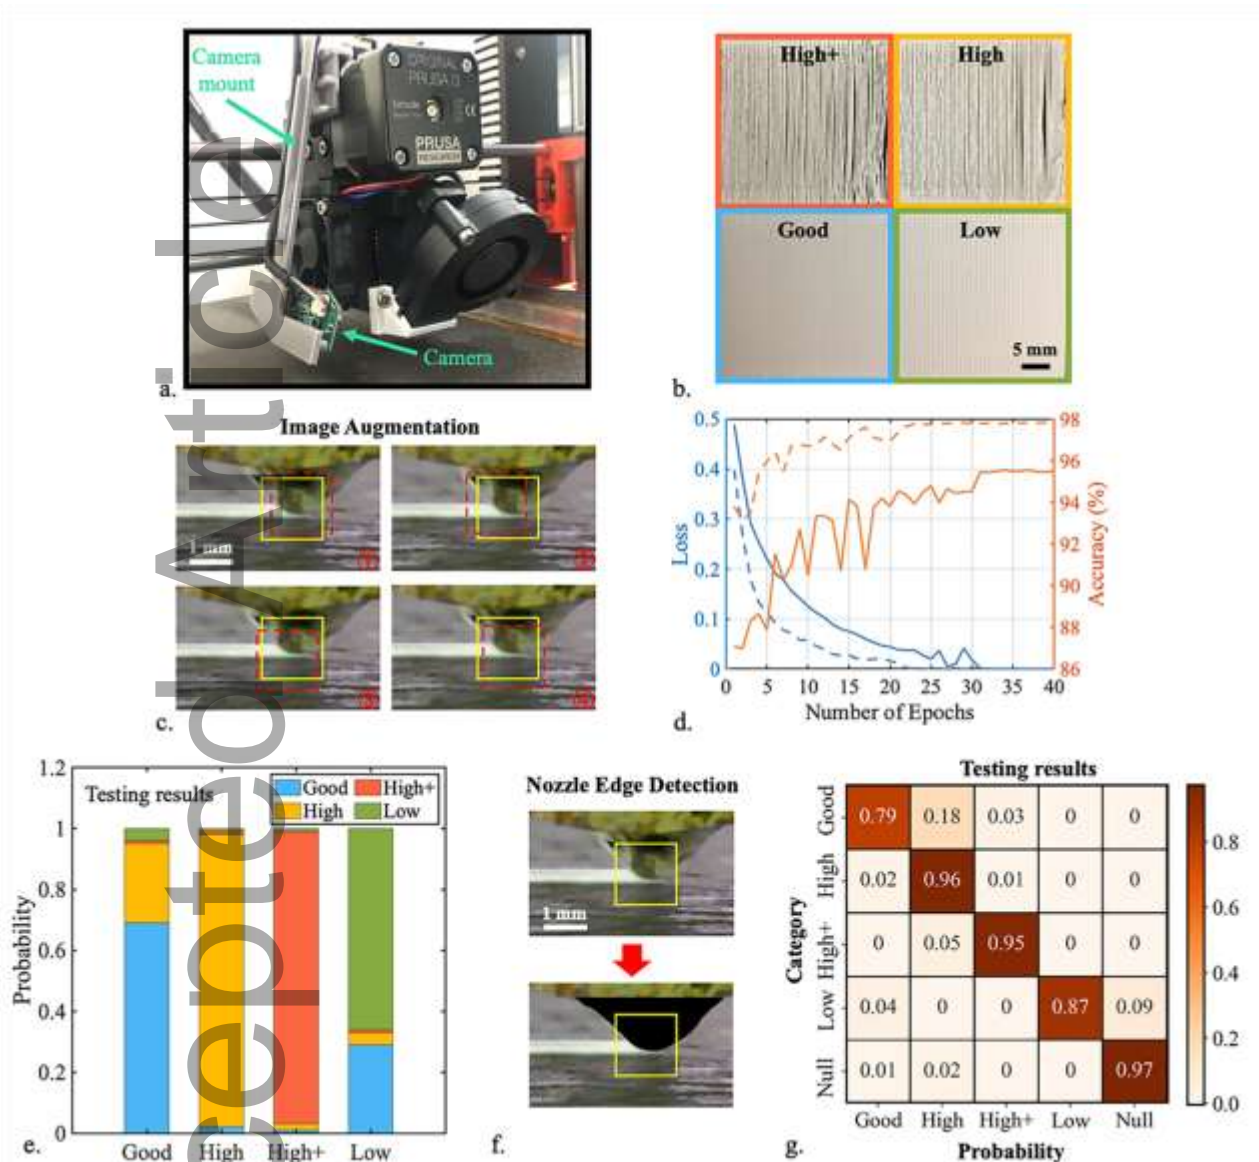 Camera
mount
ORIGINAL
PRUSA i3
PRUSA
RESEARCH
CE
Camera
a.
High+
High
Good
Low
5 mm
b.
Image Augmentation
1 mm
c.
0.5
0.4
0.3
0.2
0.1
0
Loss
98
96
94
92
90
88
86
Accuracy (%)
0 5 10 15 20 25 30 35 40
Number of Epochs
d.
1.2
1
0.8
0.6
0.4
0.2
0
Probability
Testing results
Good High+
High Low
Good High High+ Low
e.
Nozzle Edge Detection
1 mm
f.
Testing results
Category
Good 0.79 0.18 0.03 0 0
High 0.02 0.96 0.01 0 0
High+ 0 0.05 0.95 0 0
Low 0.04 0 0 0.87 0.09
Null 0.01 0.02 0 0 0.97
Good High High+ Low Null
Probability
0.8
0.6
0.4
0.2
0.0
g.
Accepted Article